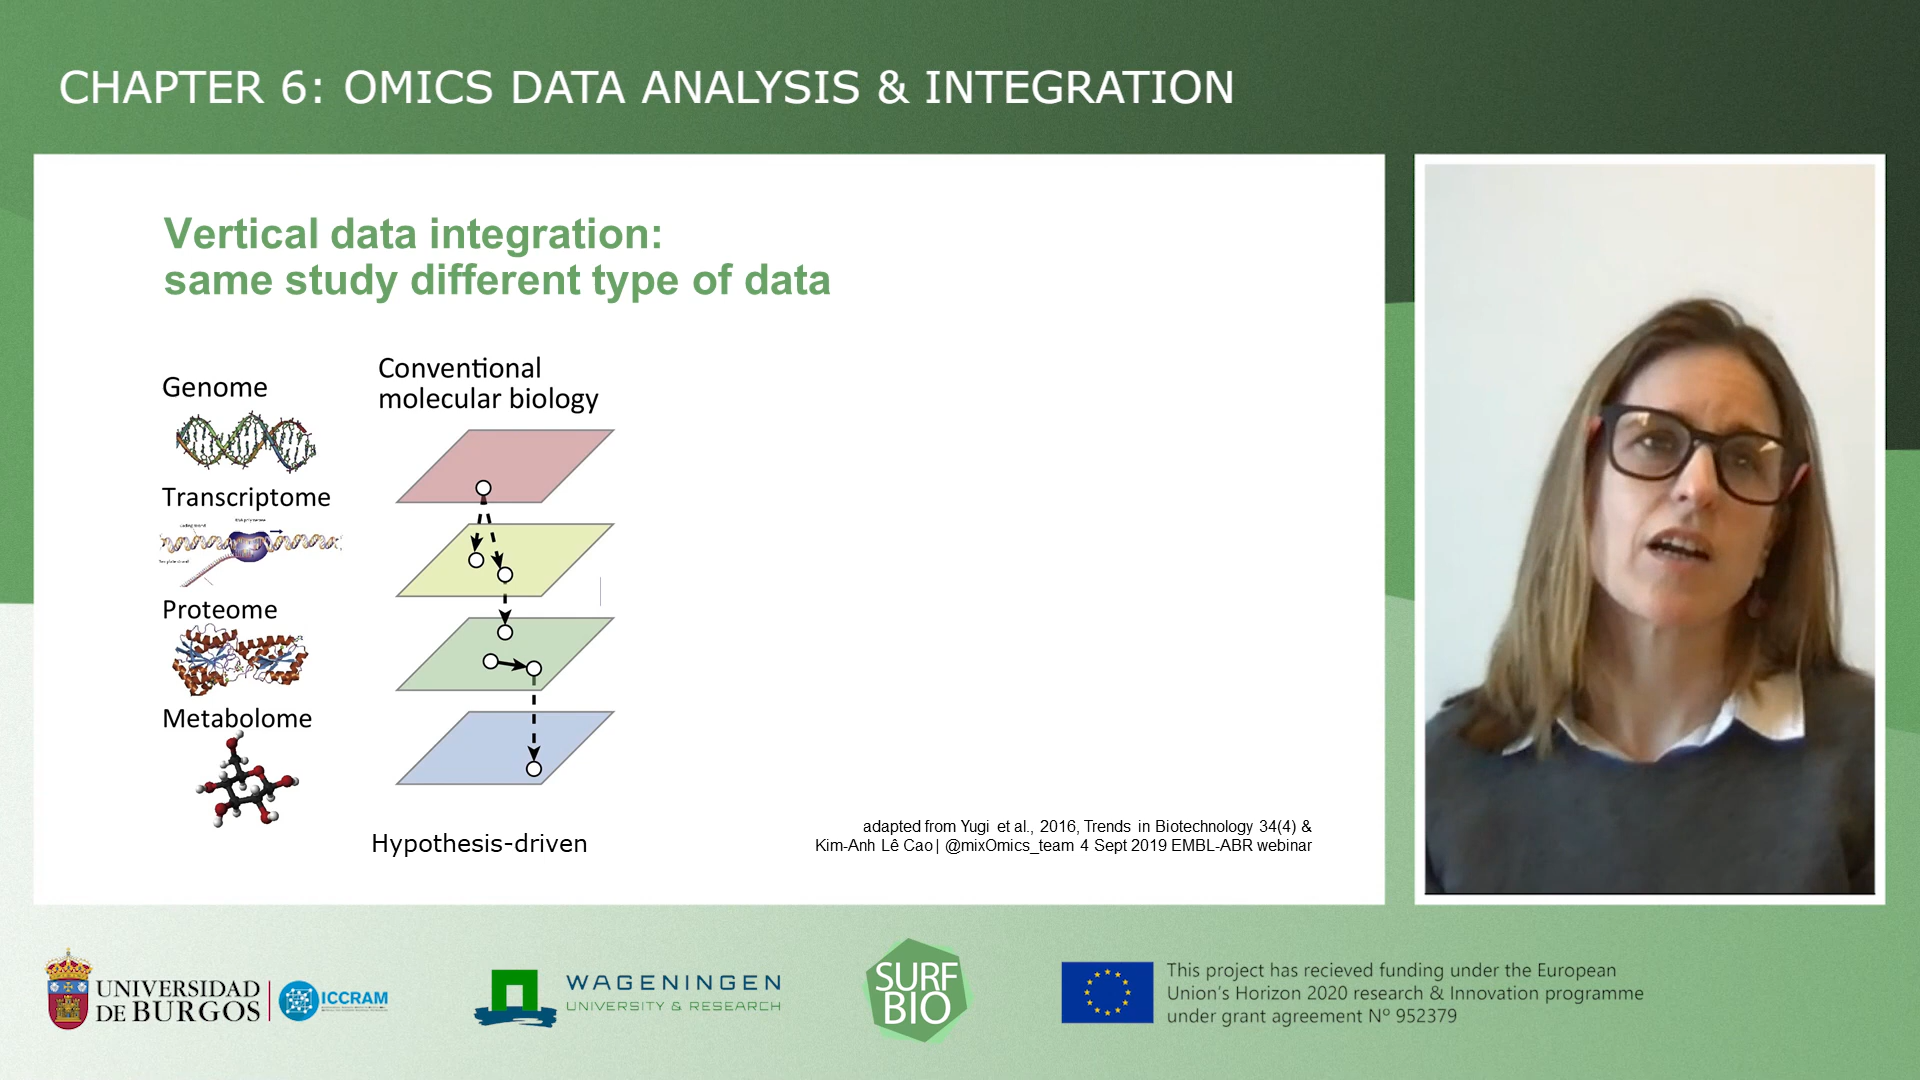 CHAPTER 6: OMICS DATA ANALYSIS & INTEGRATION
Vertical data integration:
same study different type of data
Genome
Transcriptome
Proteome
Metabolome
Conventional
molecular biology
Hypothesis-driven
adapted from Yugi et al., 2016, Trends in Biotechnology 34(4) &
Kim-Anh Lê Cao | @mixOmics_team 4 Sept 2019 EMBL-ABR webinar
UNIVERSIDAD
DE BURGOS
ICCRAM
WAGENINGEN
UNIVERSITY & RESEARCH
SURF
BIO
This project has recieved funding under the European
Union's Horizon 2020 research & Innovation programme
under grant agreement Nº 952379